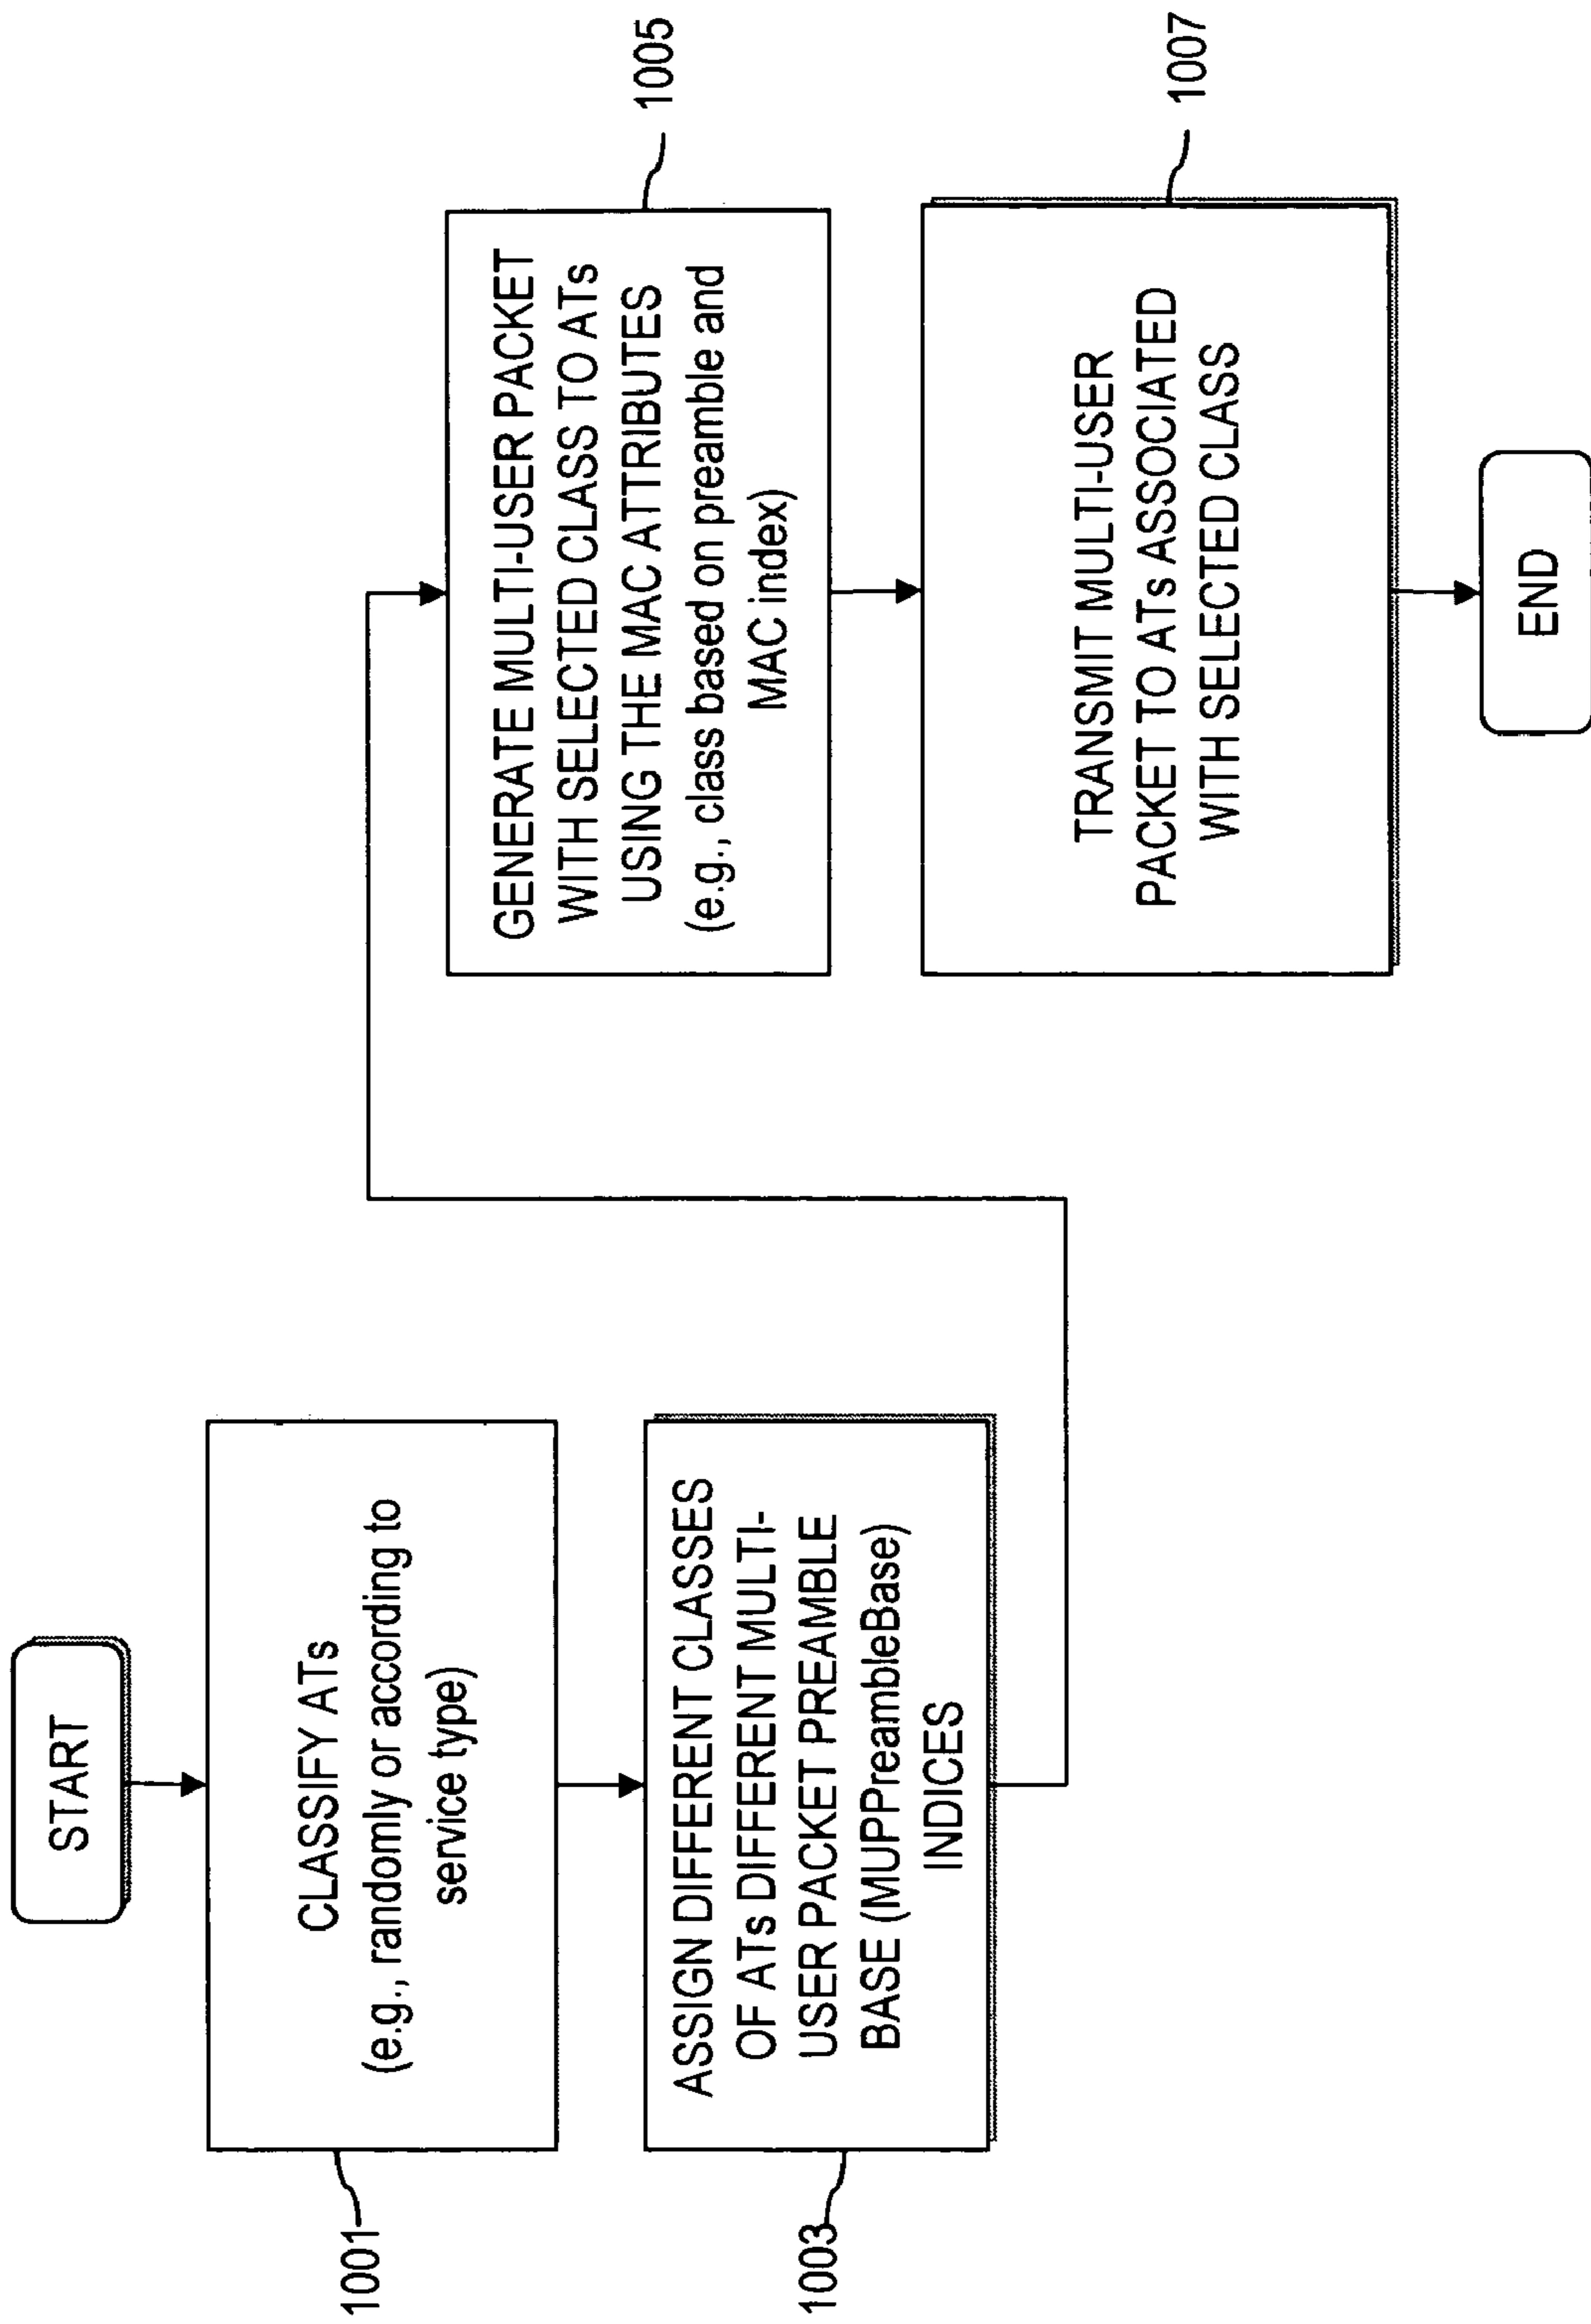 START
CLASSIFY ATs
(e.g., randomly or according to
service type)
1001
ASSIGN DIFFERENT CLASSES
OF ATs DIFFERENT MULTI-
USER PACKET PREAMBLE
BASE (MUPPreambleBase)
INDICES
1003
GENERATE MULTI-USER PACKET
WITH SELECTED CLASS TO ATs
USING THE MAC ATTRIBUTES
(e.g., class based on preamble and
MAC index)
1005
TRANSMIT MULTI-USER
PACKET TO ATs ASSOCIATED
WITH SELECTED CLASS
1007
END